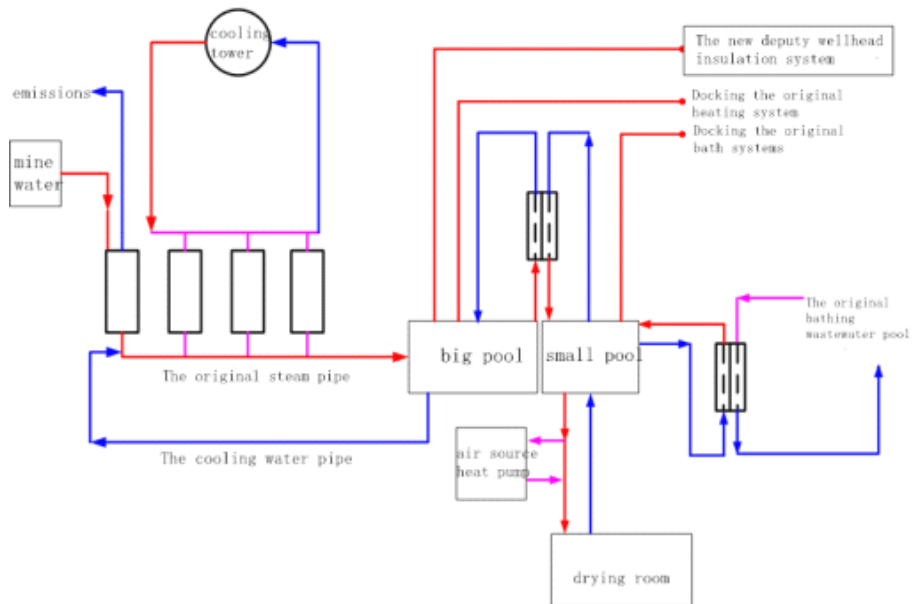 cooling
tower
The new deputy wellhead
insulation system
emissions
Docking the original
heating system
Docking the original
bath systems
mine
water
The original
bathing
wastewater pool
big pool
small pool
The original steam pipe
The cooling water pipe
air source
heat pump
drying room